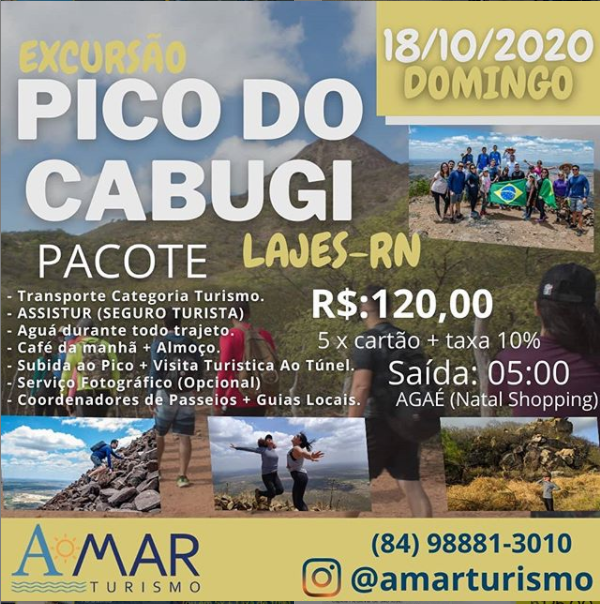 EXCURSÃO
18/10/2020
DOMINGO
PICO DO
CABUGI
LAJES-RN
PACOTE
- Transporte Categoria Turismo.
- ASSISTUR (SEGURO TURISTA)
- Aguá durante todo trajeto.
- Café da manhã + Almoço.
- Subida ao Pico + Visita Turistica Ao Túnel.
- Serviço Fotográfico (Opcional)
- Coordenadores de Passeios + Guias Locais.
R$:120,00
5 x cartão + taxa 10%
Saída: 05:00
AGAÉ (Natal Shopping)
AMAR
TURISMO
(84) 98881-3010
@amarturismo